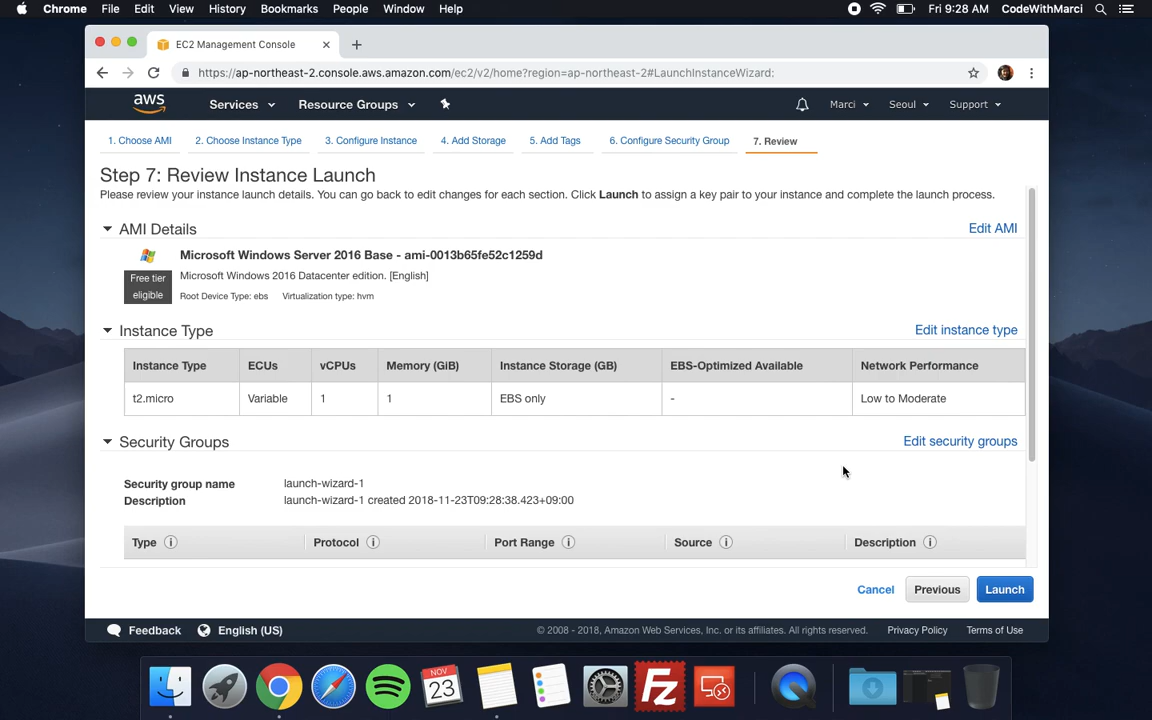 Chrome File Edit View History Bookmarks People Window Help Fri 9:28 AM CodeWithMarci
EC2 Management Console
https://ap-northeast-2.console.aws.amazon.com/ec2/v2/home?region=ap-northeast-2#LaunchInstanceWizard:
aws Services Resource Groups Marci Seoul Support
1. Choose AMI 2. Choose Instance Type 3. Configure Instance 4. Add Storage 5. Add Tags 6. Configure Security Group 7. Review
Step 7: Review Instance Launch
Please review your instance launch details. You can go back to edit changes for each section. Click Launch to assign a key pair to your instance and complete the launch process.
AMI Details Edit AMI
Microsoft Windows Server 2016 Base - ami-0013b65fe52c1259d
Free tier eligible
Microsoft Windows 2016 Datacenter edition. [English]
Root Device Type: ebs Virtualization type: hvm
Instance Type Edit instance type
Instance Type ECUs vCPUs Memory (GiB) Instance Storage (GB) EBS-Optimized Available Network Performance
t2.micro Variable 1 1 EBS only - Low to Moderate
Security Groups Edit security groups
Security group name launch-wizard-1
Description launch-wizard-1 created 2018-11-23T09:28:38.423+09:00
Type Protocol Port Range Source Description
Cancel Previous Launch
Feedback English (US) © 2008 - 2018, Amazon Web Services, Inc. or its affiliates. All rights reserved. Privacy Policy Terms of Use
NOV
23
Fz